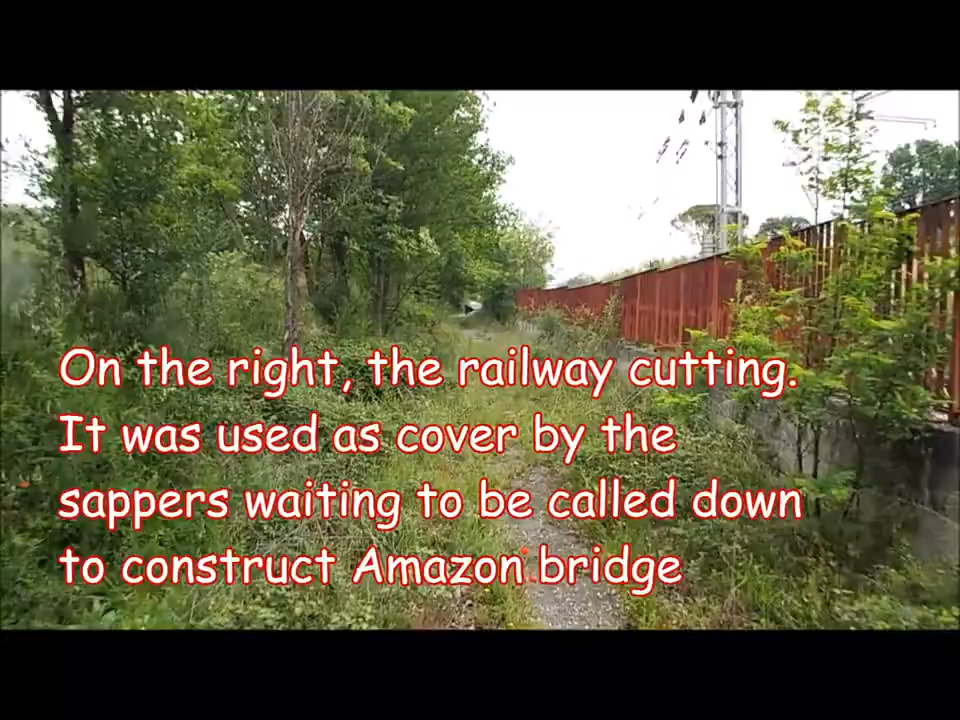 On the right, the railway cutting.
It was used as cover by the
sappers waiting to be called down
to construct Amazon bridge